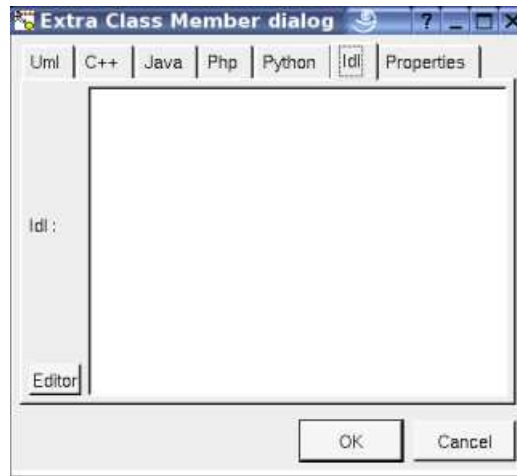 Extra Class Member dialog ?
Uml C++ Java Php Python Idl Properties
Idl :
Editor
OK Cancel